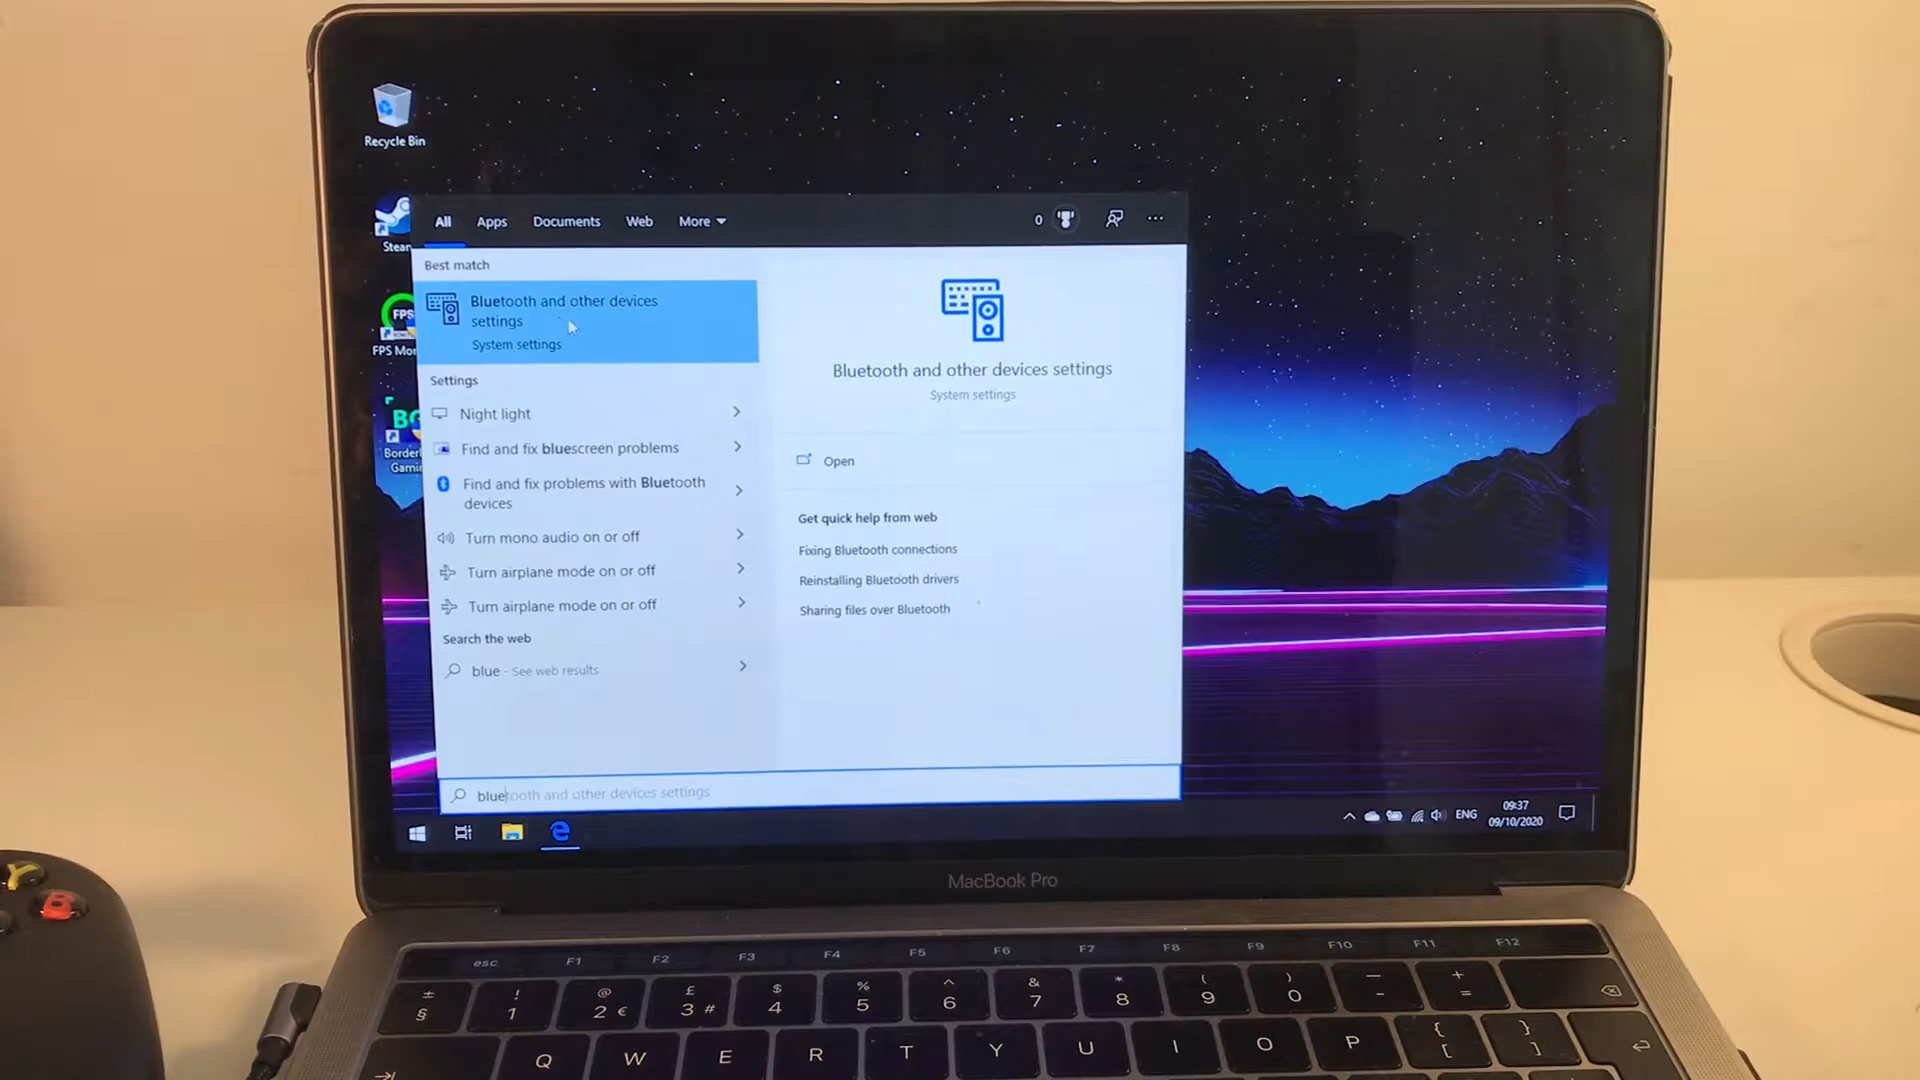 Recycle Bin
Steam
FPS
FPS Mon
Borderl
Gamin
All Apps Documents Web More
0
Best match
Bluetooth and other devices
settings
System settings
Settings
Night light
Find and fix bluescreen problems
Find and fix problems with Bluetooth
devices
Turn mono audio on or off
Turn airplane mode on or off
Turn airplane mode on or off
Search the web
blue - See web results
Bluetooth and other devices settings
System settings
Open
Get quick help from web
Fixing Bluetooth connections
Reinstalling Bluetooth drivers
Sharing files over Bluetooth
bluetooth and other devices settings
ENG
09:37
09/10/2020
MacBook Pro
Y
B
esc F1 F2 F3 F4 F5 F6 F7 F8 F9 F10 F11 F12
± ! @ £ $ % ^ & * ( ) _ +
§ 1 2 € 3 # 4 5 6 7 8 9 0 - =
Q W E R T Y U I O P { [ } ]